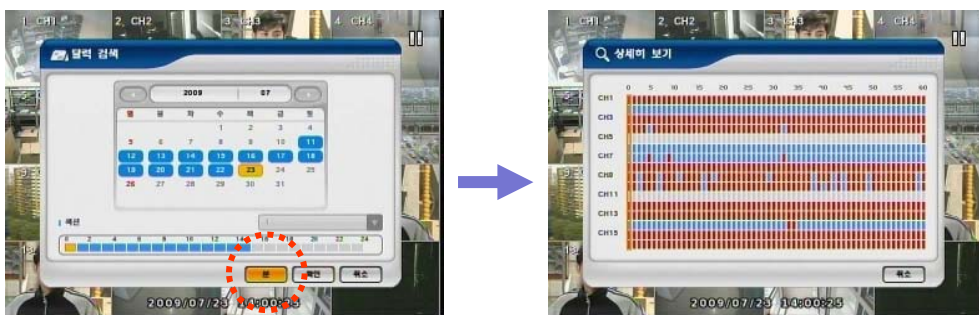 1, CH1 2, CH2 3, CH3 4, CH4
달력 검색
2009 07
일 월 화 수 목 금 토
1 2 3 4
5 6 7 8 9 10 11
12 13 14 15 16 17 18
19 20 21 22 23 24 25
26 27 28 29 30 31
섹션 1
0 2 4 6 8 10 12 14 16 18 20 22 24
분 확인 취소
2009/07/23 14:00:25
1, CH1 2, CH2 3, CH3 4, CH4
상세히 보기
0 5 10 15 20 25 30 35 40 45 50 55 60
CH1
CH3
CH5
CH7
CH11
CH13
CH15
취소
2009/07/23 14:00:25